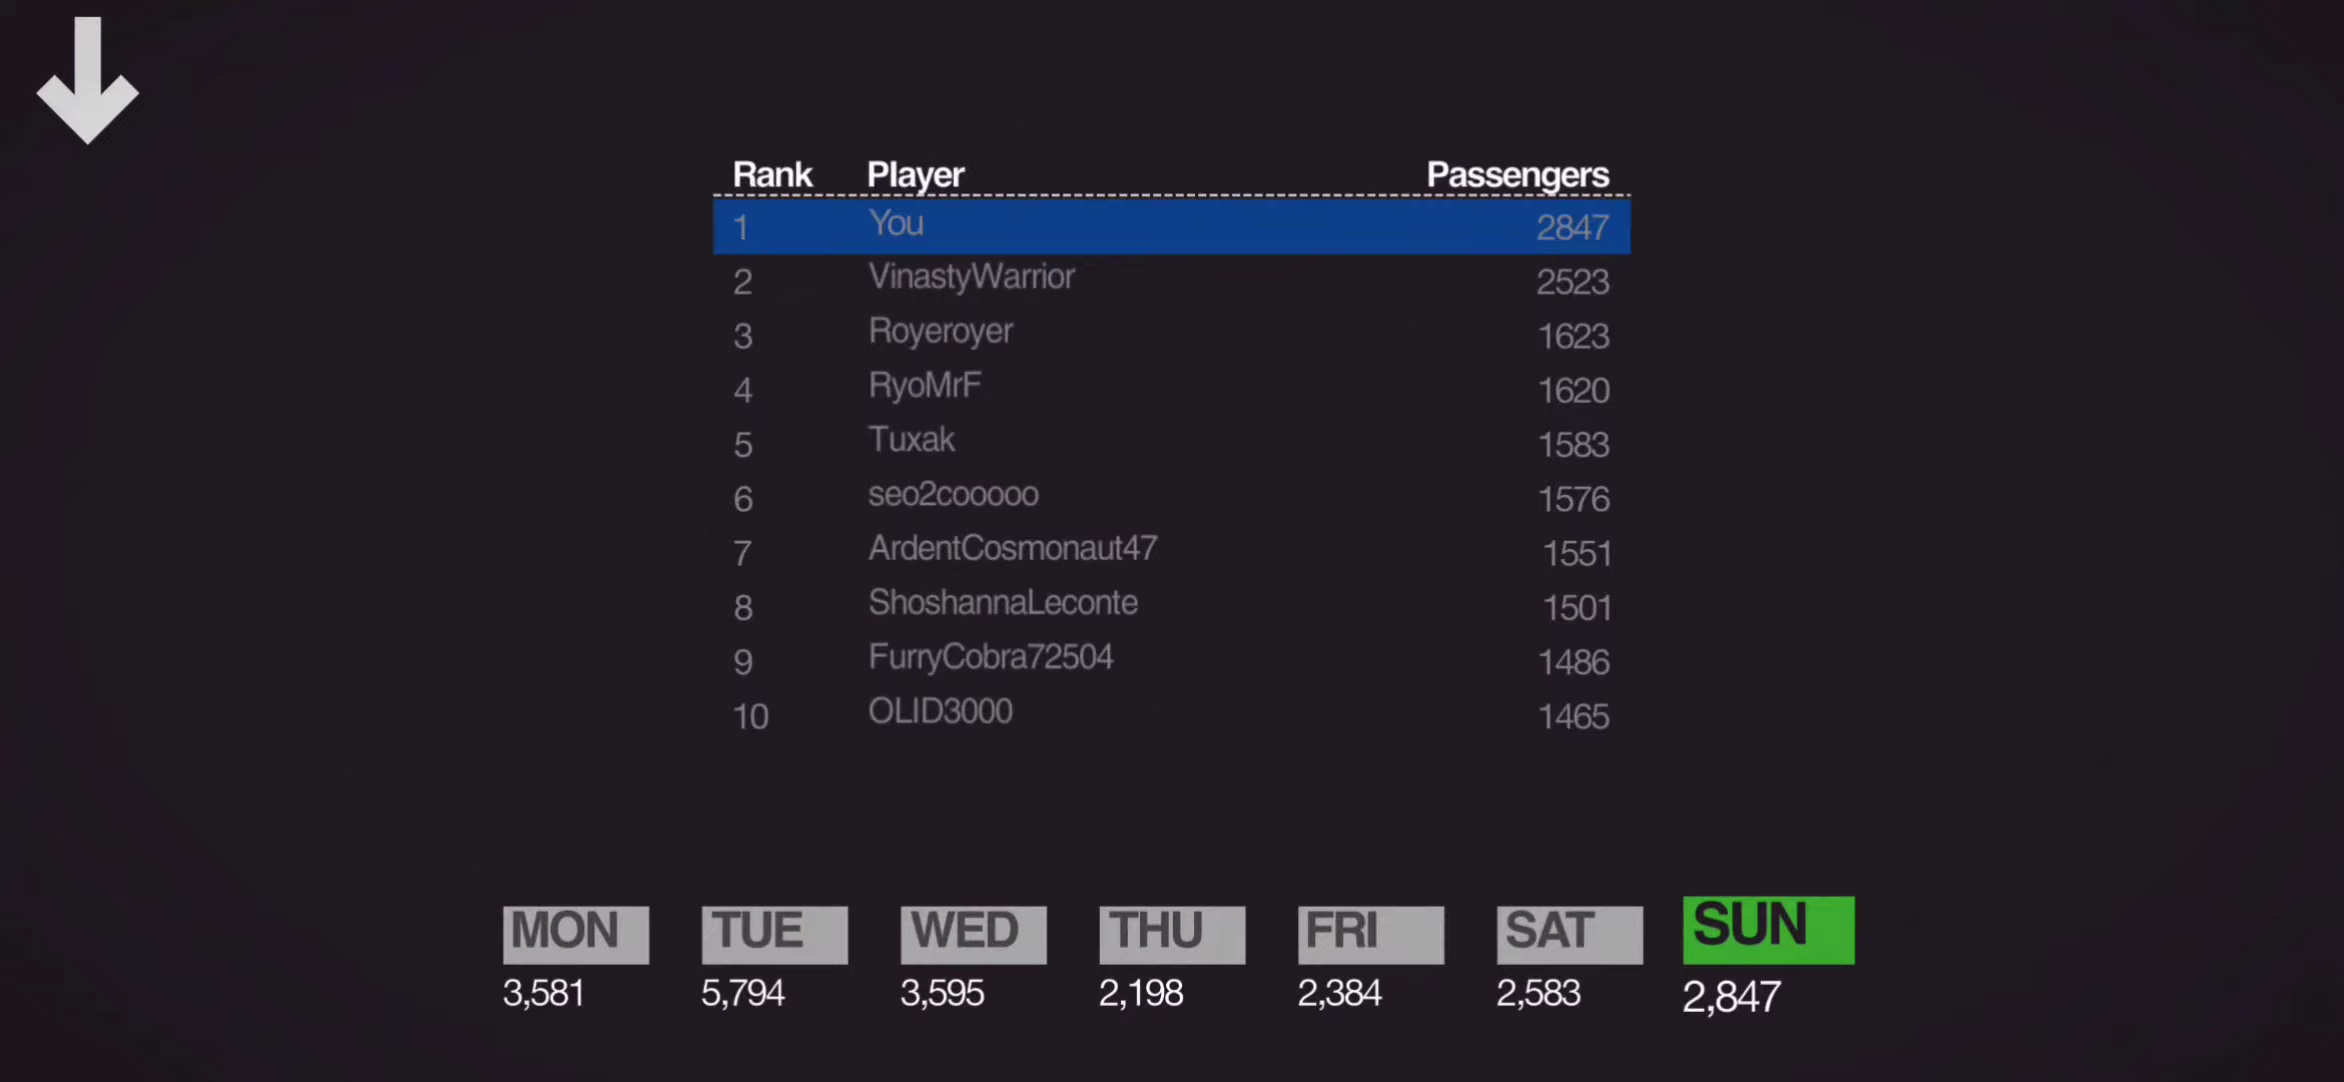 Rank Player Passengers
1 You 2847
2 VinastyWarrior 2523
3 Royeroyer 1623
4 RyoMrF 1620
5 Tuxak 1583
6 seo2cooooo 1576
7 ArdentCosmonaut47 1551
8 ShoshannaLeconte 1501
9 FurryCobra72504 1486
10 OLID3000 1465
MON TUE WED THU FRI SAT SUN
3,581 5,794 3,595 2,198 2,384 2,583 2,847